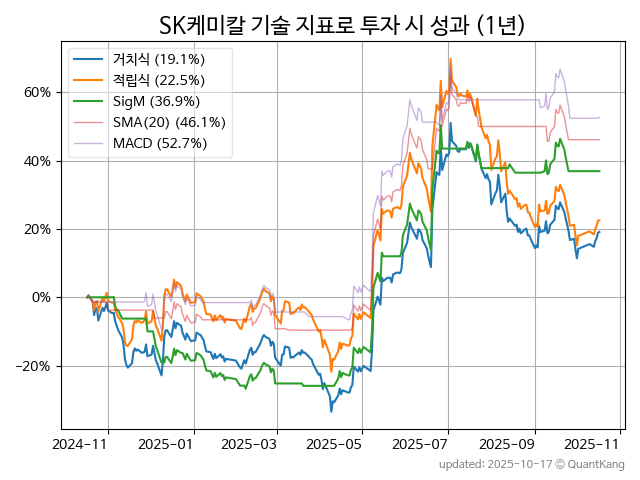 SK케미칼 기술 지표로 투자 시 성과 (1년)
거치식 (19.1%)
적립식 (22.5%)
SigM (36.9%)
SMA(20) (46.1%)
MACD (52.7%)
60%
40%
20%
0%
−20%
2024−11
2025−01
2025−03
2025−05
2025−07
2025−09
2025−11
updated: 2025-10-17 © QuantKang